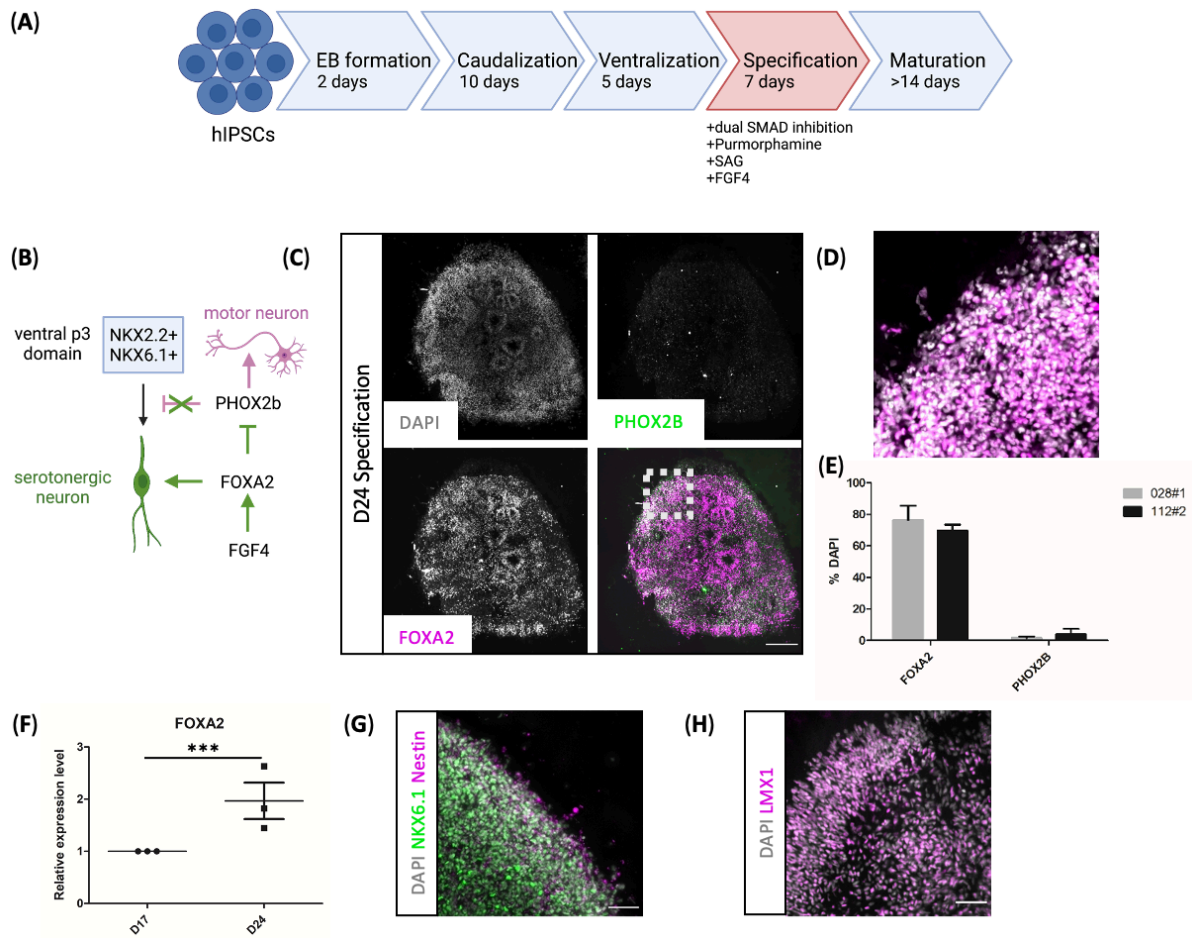 (A)
EB formation
2 days
Caudalization
10 days
Ventralization
5 days
Specification
7 days
Maturation
>14 days
hIPSCs
+dual SMAD inhibition
+Purmorphamine
+SAG
+FGF4
(B)
ventral p3
domain
NKX2.2+
NKX6.1+
motor neuron
PHOX2b
serotonergic
neuron
FOXA2
FGF4
(C)
D24 Specification
DAPI
PHOX2B
FOXA2
(D)
(E)
% DAPI
100
80
60
40
20
0
FOXA2
PHOX2B
028#1
112#2
(F)
FOXA2
***
Relative expression level
3
2
1
0
D17
D24
(G)
DAPI NKX6.1 Nestin
(H)
DAPI LMX1